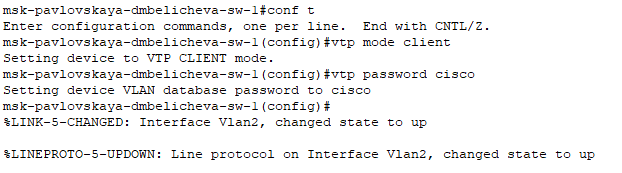 msk-pavlovskaya-dmbelicheva-sw-1#conf t
Enter configuration commands, one per line.  End with CNTL/Z.
msk-pavlovskaya-dmbelicheva-sw-1(config)#vtp mode client
Setting device to VTP CLIENT mode.
msk-pavlovskaya-dmbelicheva-sw-1(config)#vtp password cisco
Setting device VLAN database password to cisco
msk-pavlovskaya-dmbelicheva-sw-1(config)#
%LINK-5-CHANGED: Interface Vlan2, changed state to up
%LINEPROTO-5-UPDOWN: Line protocol on Interface Vlan2, changed state to up